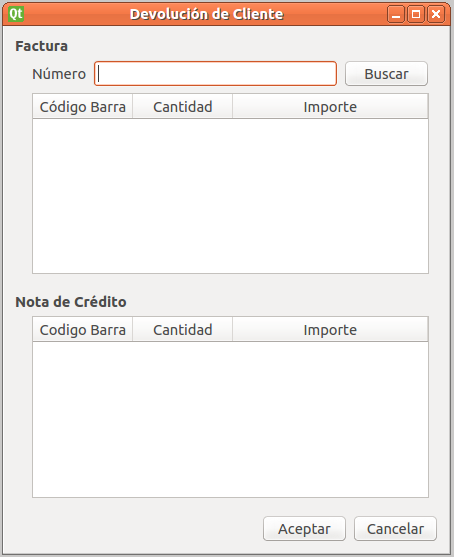 Qt Devolución de Cliente
Factura
Número Buscar
Código Barra Cantidad Importe
Nota de Crédito
Codigo Barra Cantidad Importe
Aceptar Cancelar